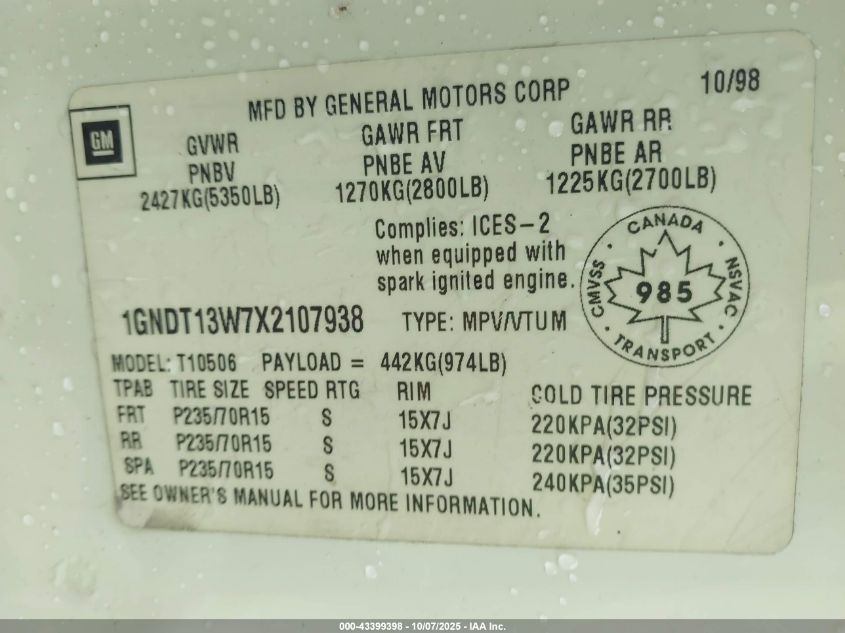 MFD BY GENERAL MOTORS CORP 10/98
GM
GVWR GAWR FRT GAWR RR
PNBV PNBE AV PNBE AR
2427KG(5350LB) 1270KG(2800LB) 1225KG(2700LB)
Complies: ICES-2
when equipped with
spark ignited engine.
CANADA
CMVSS 985 NSVAC
TRANSPORT
1GNDT13W7X2107938 TYPE: MPV/VTUM
MODEL: T10506 PAYLOAD = 442KG(974LB)
TPAB TIRE SIZE SPEED RTG RIM COLD TIRE PRESSURE
FRT P235/70R15 S 15X7J 220KPA(32PSI)
RR P235/70R15 S 15X7J 220KPA(32PSI)
SPA P235/70R15 S 15X7J 240KPA(35PSI)
SEE OWNER'S MANUAL FOR MORE INFORMATION.
000-43399398 - 10/07/2025 - IAA Inc.